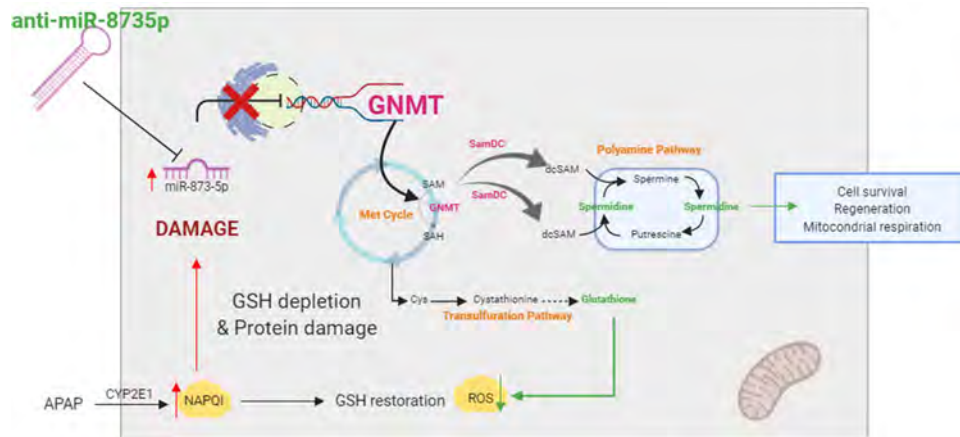 anti-miR-8735p
GNMT
miR-873-5p
DAMAGE
SamDC
SamDC
SAM
GNMT
Met Cycle
SAH
dcSAM
dcSAM
Polyamine Pathway
Spermine
Spermidine
Spermidine
Putrescine
Cell survival
Regeneration
Mitocondrial respiration
Cys
Cystathionine
Glutathione
Transulfuration Pathway
GSH depletion
& Protein damage
APAP
CYP2E1
NAPQI
GSH restoration
ROS